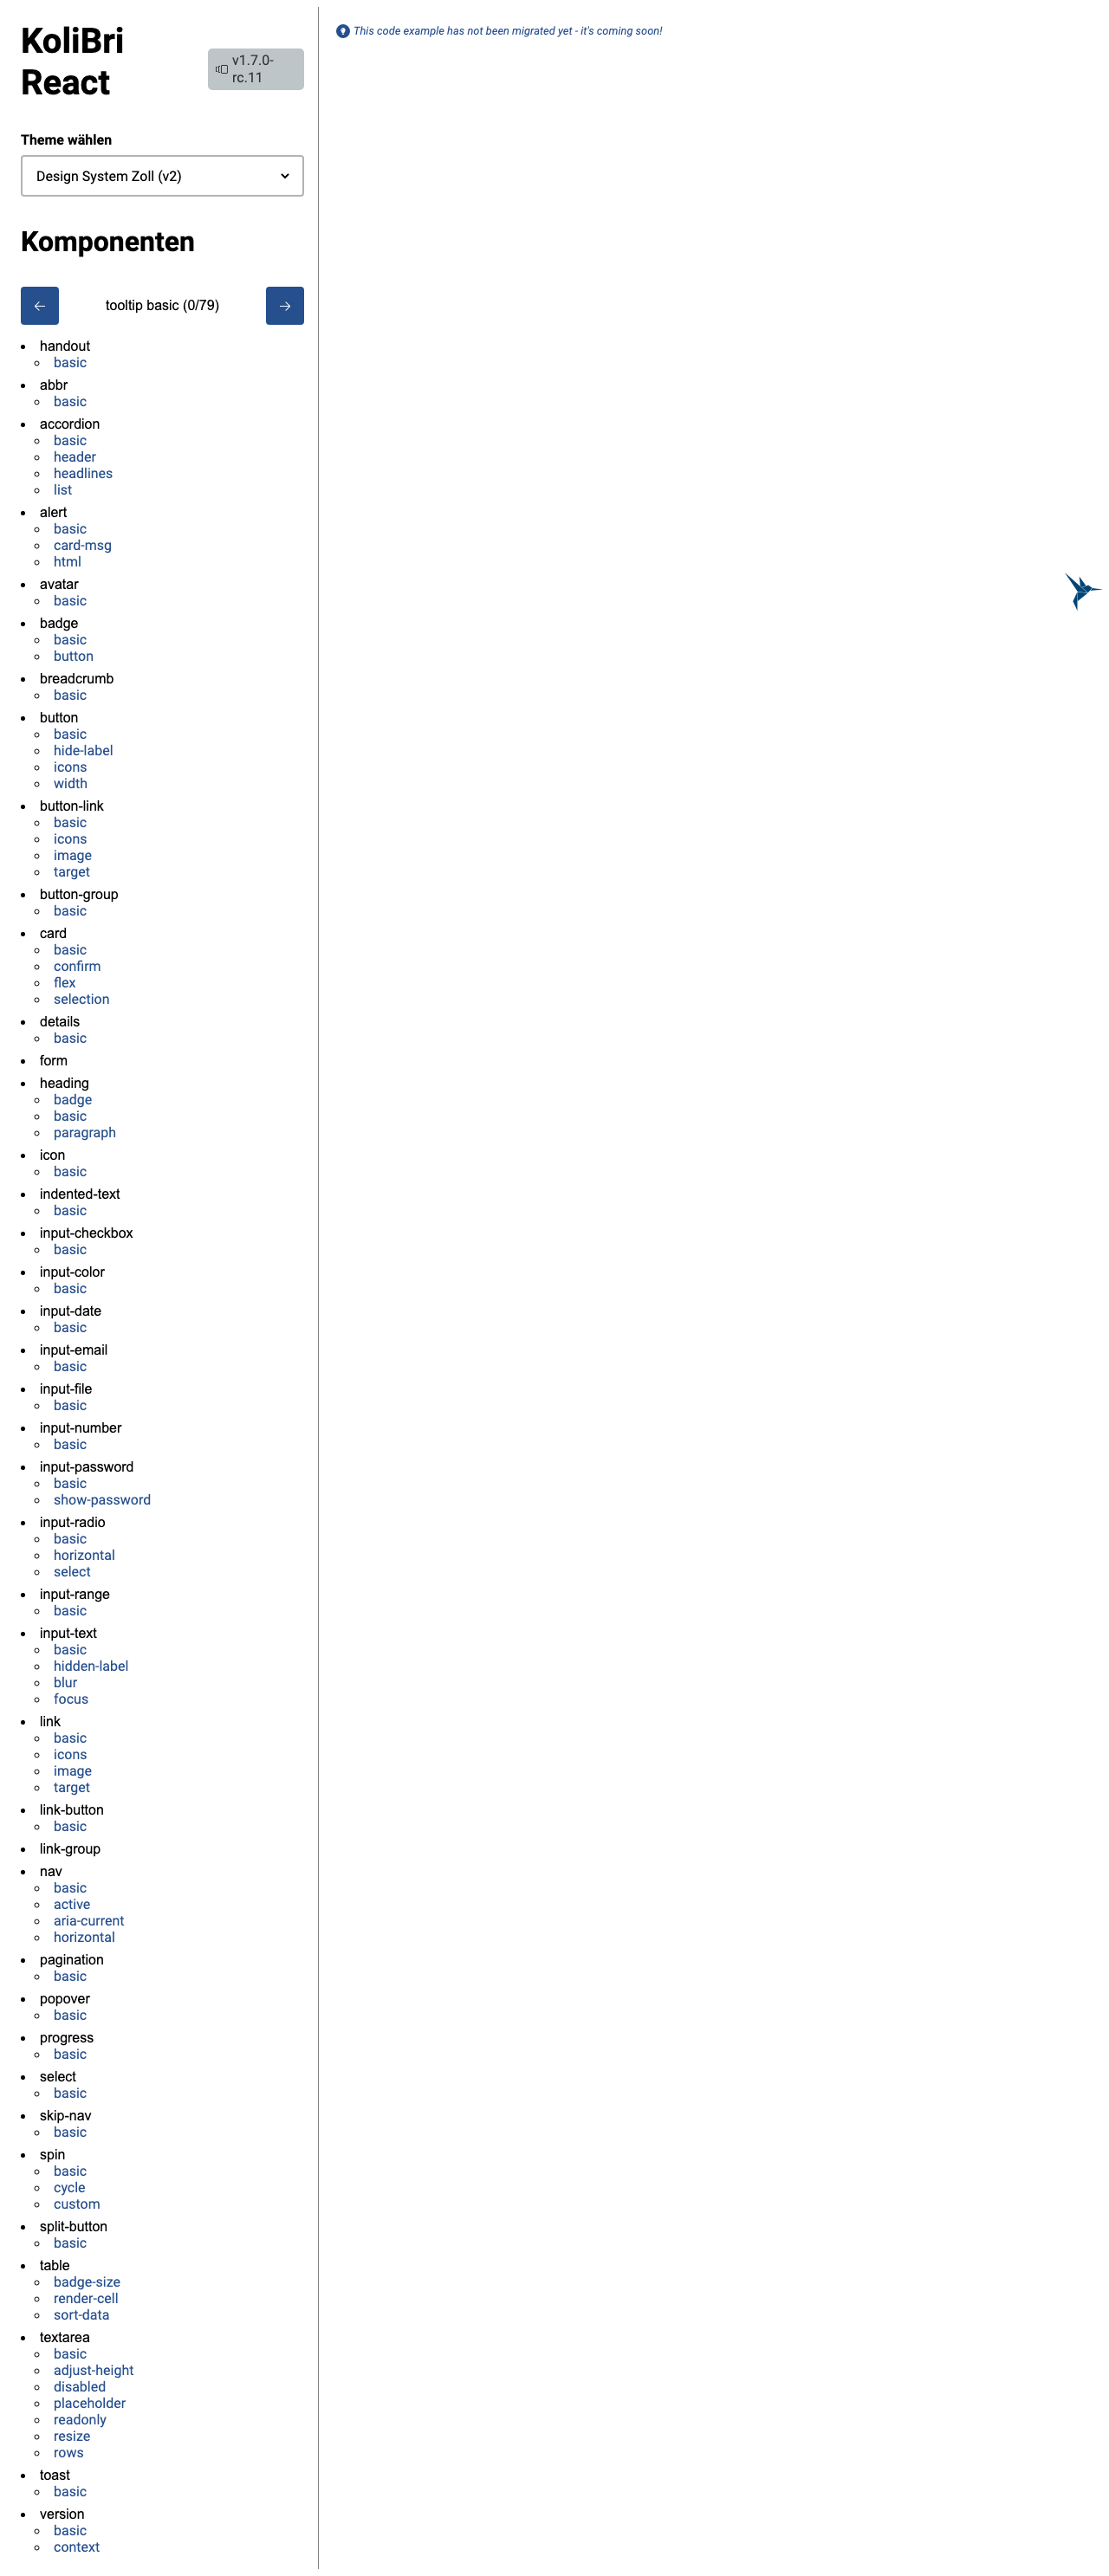 KoliBri
React
v1.7.0-
rc.11
Theme wählen
Design System Zoll (v2)
Komponenten
tooltip basic (0/79)
handout
basic
abbr
basic
accordion
basic
header
headlines
list
alert
basic
card-msg
html
avatar
basic
badge
basic
button
breadcrumb
basic
button
basic
hide-label
icons
width
button-link
basic
icons
image
target
button-group
basic
card
basic
confirm
flex
selection
details
basic
form
heading
badge
basic
paragraph
icon
basic
indented-text
basic
input-checkbox
basic
input-color
basic
input-date
basic
input-email
basic
input-file
basic
input-number
basic
input-password
basic
show-password
input-radio
basic
horizontal
select
input-range
basic
input-text
basic
hidden-label
blur
focus
link
basic
icons
image
target
link-button
basic
link-group
nav
basic
active
aria-current
horizontal
pagination
basic
popover
basic
progress
basic
select
basic
skip-nav
basic
spin
basic
cycle
custom
split-button
basic
table
badge-size
render-cell
sort-data
textarea
basic
adjust-height
disabled
placeholder
readonly
resize
rows
toast
basic
version
basic
context
This code example has not been migrated yet - it's coming soon!